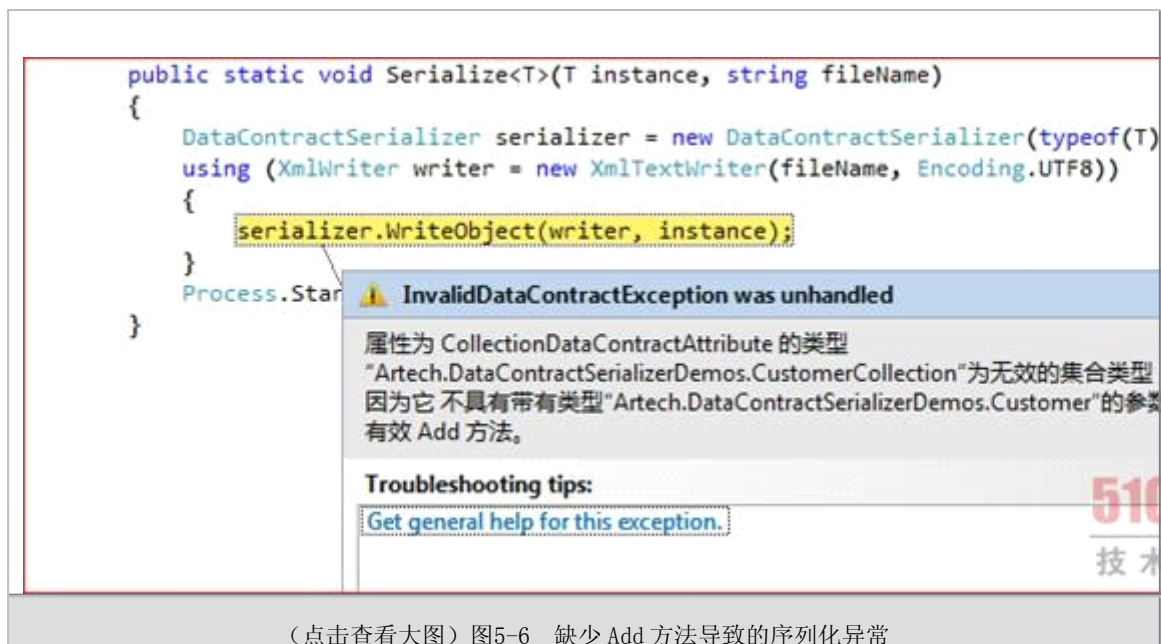 public static void Serialize<T>(T instance, string fileName)
{
DataContractSerializer serializer = new DataContractSerializer(typeof(T)
using (XmlWriter writer = new XmlTextWriter(fileName, Encoding.UTF8))
{
serializer.WriteObject(writer, instance);
}
Process.Star
}
InvalidDataContractException was unhandled
属性为 CollectionDataContractAttribute 的类型
“Artech.DataContractSerializerDemos.CustomerCollection”为无效的集合类型
因为它 不具有带有类型“Artech.DataContractSerializerDemos.Customer”的参数
有效 Add 方法。
Troubleshooting tips:
Get general help for this exception.
510
技术
(点击查看大图)图5-6 缺少 Add 方法导致的序列化异常